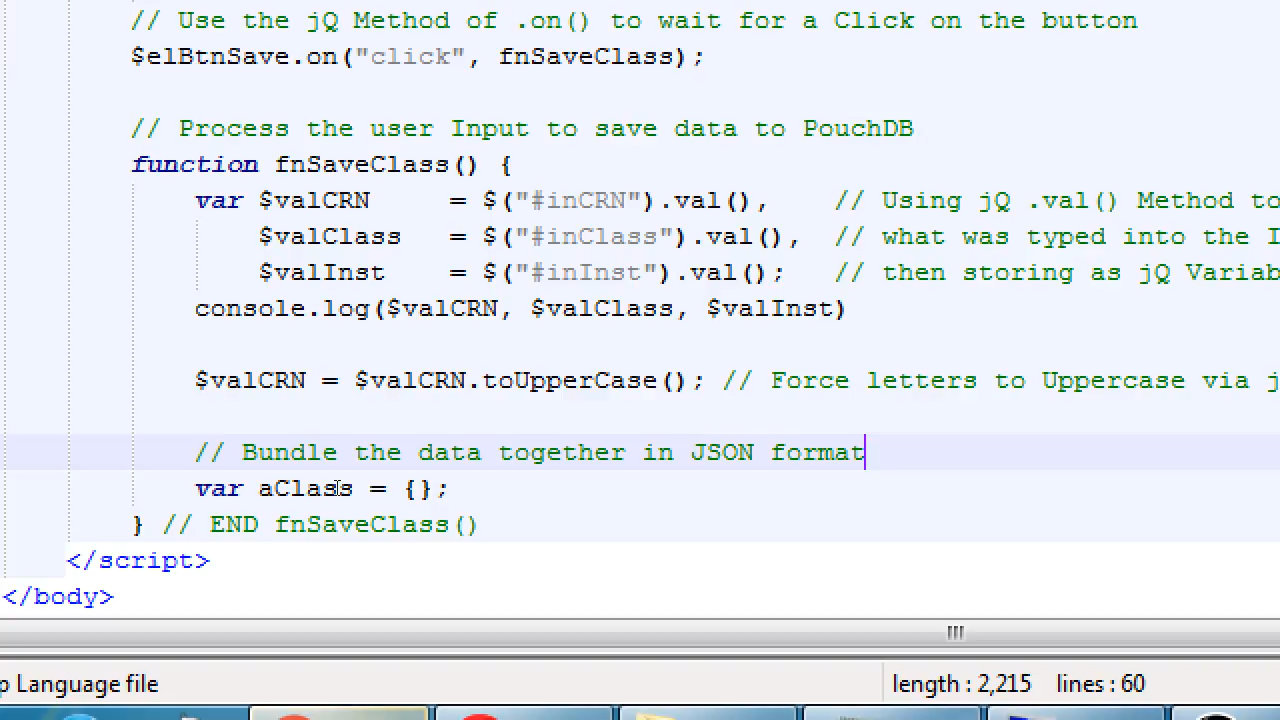 // Use the jQ Method of .on() to wait for a Click on the button
$elBtnSave.on("click", fnSaveClass);
// Process the user Input to save data to PouchDB
function fnSaveClass() {
var $valCRN = $("#inCRN").val(), // Using jQ .val() Method to
$valClass = $("#inClass").val(), // what was typed into the I
$valInst = $("#inInst").val(); // then storing as jQ Variab
console.log($valCRN, $valClass, $valInst)
$valCRN = $valCRN.toUpperCase(); // Force letters to Uppercase via j
// Bundle the data together in JSON format
var aClass = {};
} // END fnSaveClass()
</script>
</body>
p Language file length : 2,215 lines : 60